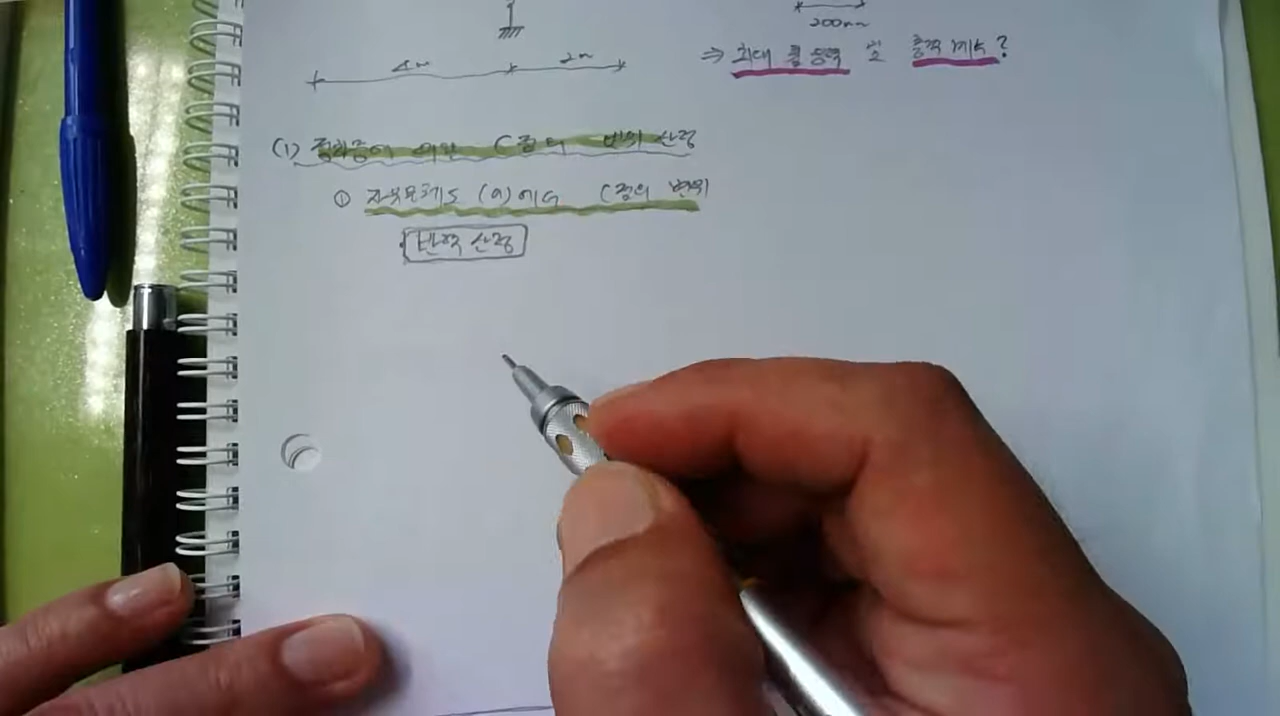 200mm
4m 2m
⇒ 최대 휨응력 및 충격계수?
(1) 정하중에 의한 C점의 변위 산정
① 자유물체도 (a)에서 C점의 변위
반력 산정